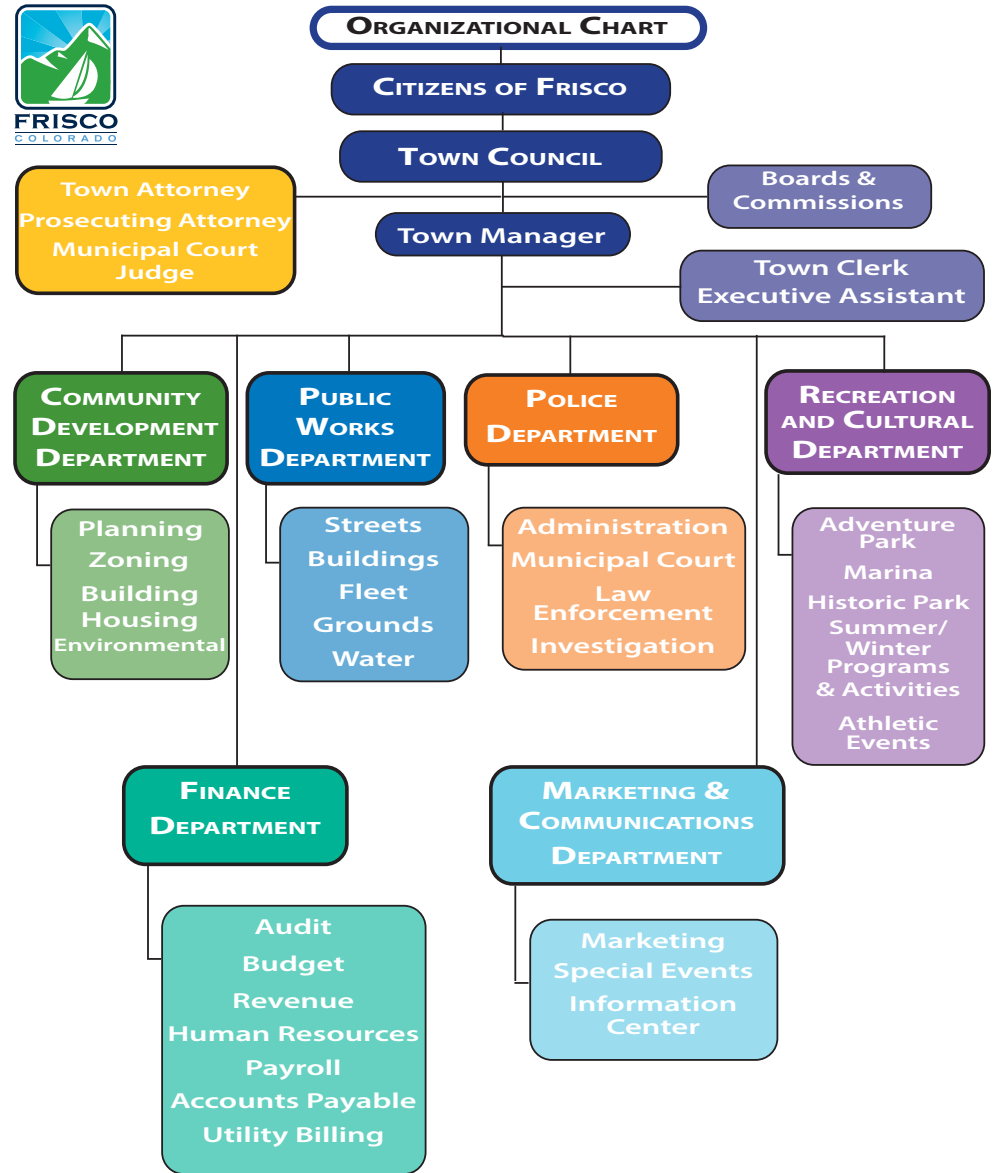 ORGANIZATIONAL CHART
FRISCO
COLORADO
CITIZENS OF FRISCO
TOWN COUNCIL
Town Attorney
Prosecuting Attorney
Municipal Court
Judge
Boards &
Commissions
Town Manager
Town Clerk
Executive Assistant
COMMUNITY
DEVELOPMENT
DEPARTMENT
PUBLIC
WORKS
DEPARTMENT
POLICE
DEPARTMENT
RECREATION
AND CULTURAL
DEPARTMENT
Planning
Zoning
Building
Housing
Environmental
Streets
Buildings
Fleet
Grounds
Water
Administration
Municipal Court
Law
Enforcement
Investigation
Adventure
Park
Marina
Historic Park
Summer/
Winter
Programs
& Activities
Athletic
Events
FINANCE
DEPARTMENT
MARKETING &
COMMUNICATIONS
DEPARTMENT
Audit
Budget
Revenue
Human Resources
Payroll
Accounts Payable
Utility Billing
Marketing
Special Events
Information
Center